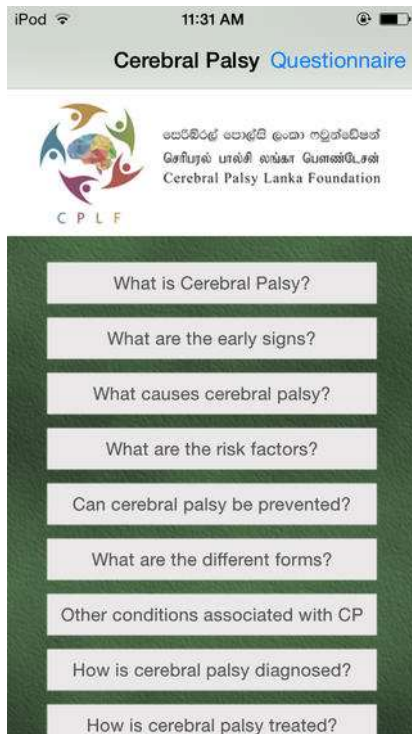 iPod 11:31 AM
Cerebral Palsy Questionnaire
සෙරිබ්‍රල් පොල්සි ලංකා ෆවුන්ඩේෂන්
செரிபுரல் பால்சி லங்கா பௌண்டேசன்
Cerebral Palsy Lanka Foundation
C P L F
What is Cerebral Palsy?
What are the early signs?
What causes cerebral palsy?
What are the risk factors?
Can cerebral palsy be prevented?
What are the different forms?
Other conditions associated with CP
How is cerebral palsy diagnosed?
How is cerebral palsy treated?